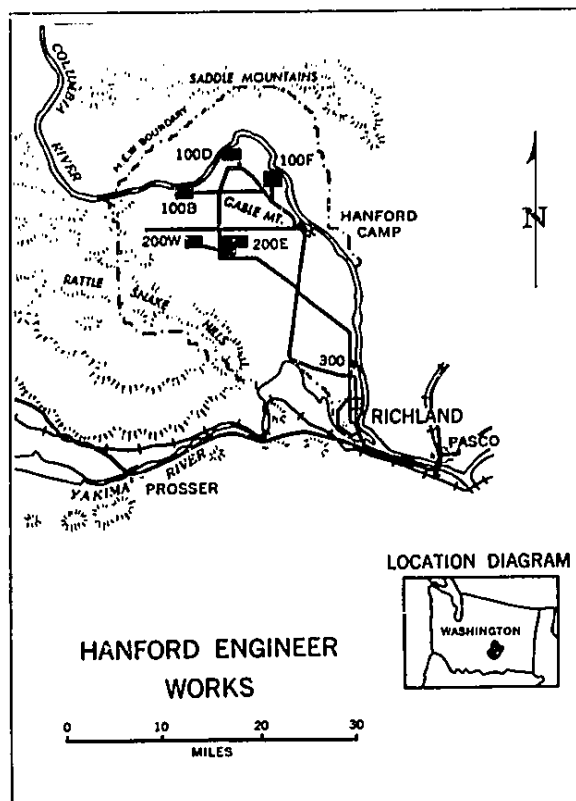 COLUMBIA
RIVER
SADDLE MOUNTAINS
H.E.W BOUNDARY
100D
100F
100B
GABLE MT.
HANFORD
CAMP
N
200W
200E
RATTLE
SNAKE
HILLS
300
RICHLAND
PASCO
YAKIMA
RIVER
PROSSER
LOCATION DIAGRAM
WASHINGTON
HANFORD ENGINEER
WORKS
0 10 20 30
MILES